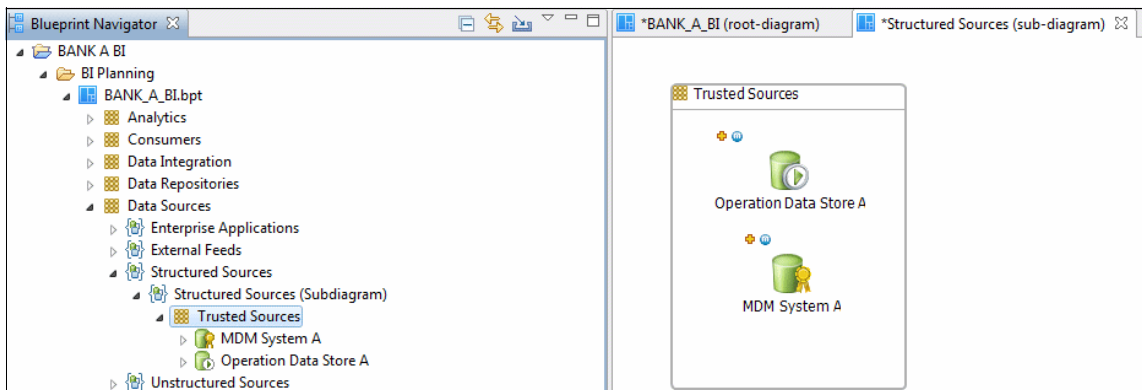 Blueprint Navigator
BANK A BI
BI Planning
BANK_A_BI.bpt
Analytics
Consumers
Data Integration
Data Repositories
Data Sources
Enterprise Applications
External Feeds
Structured Sources
Structured Sources (Subdiagram)
Trusted Sources
MDM System A
Operation Data Store A
Unstructured Sources
*BANK_A_BI (root-diagram)
*Structured Sources (sub-diagram)
Trusted Sources
Operation Data Store A
MDM System A